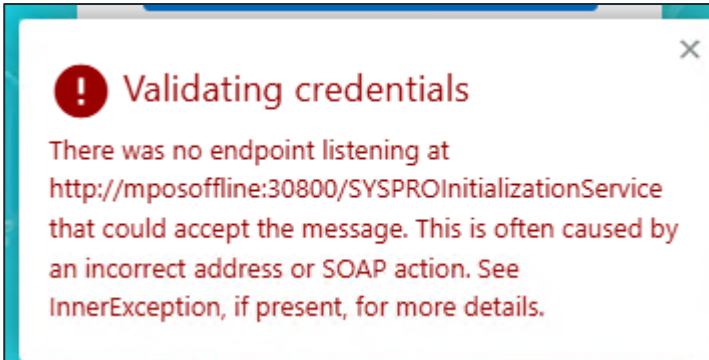 Validating credentials
There was no endpoint listening at
http://mposoffline:30800/SYSPROInitializationService
that could accept the message. This is often caused by
an incorrect address or SOAP action. See
InnerException, if present, for more details.